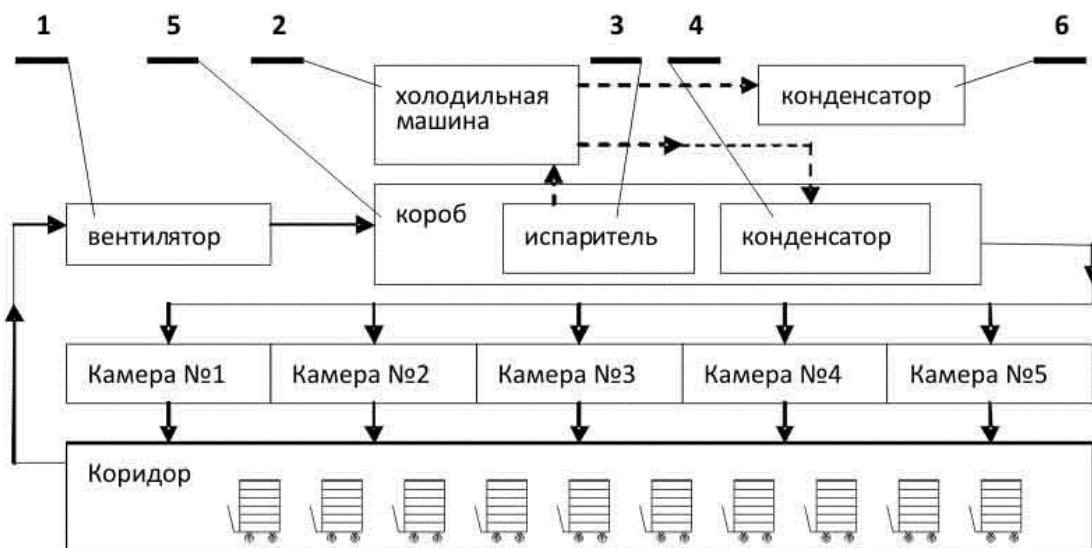 1 5 2 3 4 6
холодильная
машина
конденсатор
короб
вентилятор
испаритель
конденсатор
Камера №1 Камера №2 Камера №3 Камера №4 Камера №5
Коридор